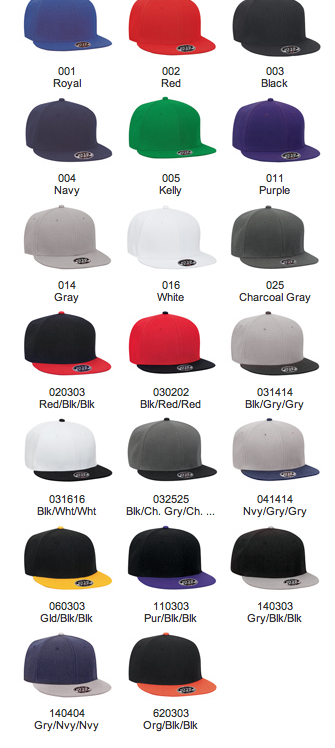 001
Royal
002
Red
003
Black
004
Navy
005
Kelly
011
Purple
014
Gray
016
White
025
Charcoal Gray
020303
Red/Blk/Blk
030202
Blk/Red/Red
031414
Blk/Gry/Gry
031616
Blk/Wht/Wht
032525
Blk/Ch. Gry/Ch. ...
041414
Nvy/Gry/Gry
060303
Gld/Blk/Blk
110303
Pur/Blk/Blk
140303
Gry/Blk/Blk
140404
Gry/Nvy/Nvy
620303
Org/Blk/Blk